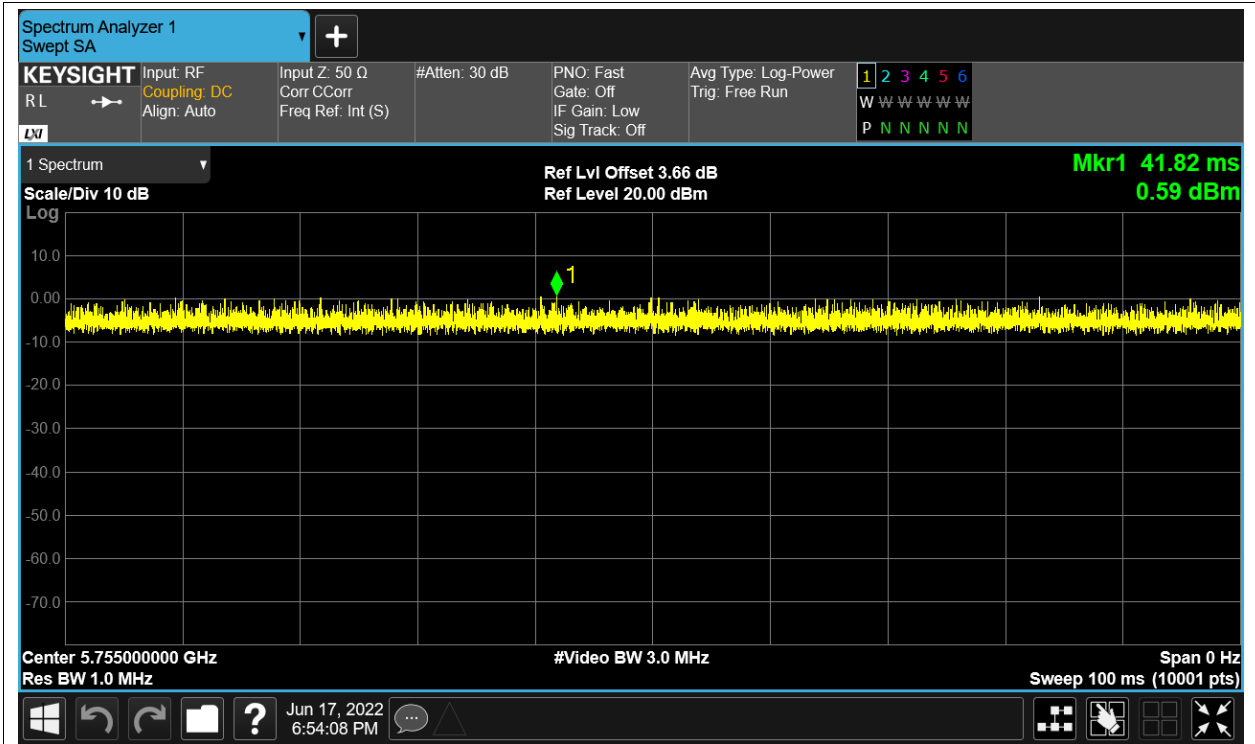 Spectrum Analyzer 1
Swept SA
+
KEYSIGHT
R L
LXI
Input: RF
Coupling: DC
Align: Auto
Input Z: 50 Ω
Corr CCorr
Freq Ref: Int (S)
#Atten: 30 dB
PNO: Fast
Gate: Off
IF Gain: Low
Sig Track: Off
Avg Type: Log-Power
Trig: Free Run
1 2 3 4 5 6
W W W W W W
P N N N N N
1 Spectrum
Scale/Div 10 dB
Ref Lvl Offset 3.66 dB
Ref Level 20.00 dBm
Mkr1 41.82 ms
0.59 dBm
Log
10.0
0.00
-10.0
-20.0
-30.0
-40.0
-50.0
-60.0
-70.0
1
Center 5.755000000 GHz
Res BW 1.0 MHz
#Video BW 3.0 MHz
Span 0 Hz
Sweep 100 ms (10001 pts)
?
Jun 17, 2022
6:54:08 PM